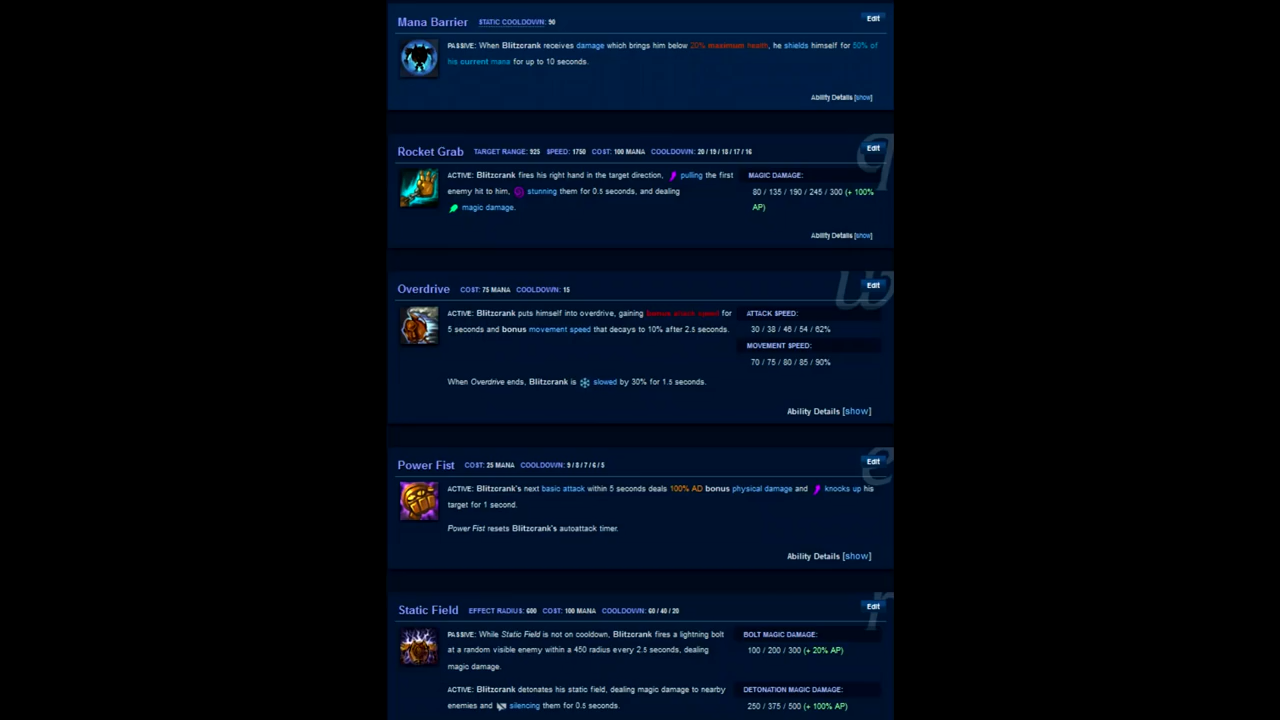 Mana Barrier STATIC COOLDOWN: 90 Edit
PASSIVE: When Blitzcrank receives damage which brings him below 20% maximum health, he shields himself for 50% of
his current mana for up to 10 seconds.
Ability Details [show]
q
Rocket Grab TARGET RANGE: 925 SPEED: 1750 COST: 100 MANA COOLDOWN: 20 / 19 / 18 / 17 / 16 Edit
ACTIVE: Blitzcrank fires his right hand in the target direction, pulling the first MAGIC DAMAGE:
enemy hit to him, stunning them for 0.5 seconds, and dealing 80 / 135 / 190 / 245 / 300 (+ 100%
magic damage. AP)
Ability Details [show]
w
Overdrive COST: 75 MANA COOLDOWN: 15 Edit
ACTIVE: Blitzcrank puts himself into overdrive, gaining bonus attack speed for ATTACK SPEED:
5 seconds and bonus movement speed that decays to 10% after 2.5 seconds. 30 / 38 / 46 / 54 / 62%
MOVEMENT SPEED:
70 / 75 / 80 / 85 / 90%
When Overdrive ends, Blitzcrank is slowed by 30% for 1.5 seconds.
Ability Details [show]
e
Power Fist COST: 25 MANA COOLDOWN: 9 / 8 / 7 / 6 / 5 Edit
ACTIVE: Blitzcrank's next basic attack within 5 seconds deals 100% AD bonus physical damage and knocks up his
target for 1 second.
Power Fist resets Blitzcrank's autoattack timer.
Ability Details [show]
r
Static Field EFFECT RADIUS: 600 COST: 100 MANA COOLDOWN: 60 / 40 / 20 Edit
PASSIVE: While Static Field is not on cooldown, Blitzcrank fires a lightning bolt BOLT MAGIC DAMAGE:
at a random visible enemy within a 450 radius every 2.5 seconds, dealing 100 / 200 / 300 (+ 20% AP)
magic damage.
ACTIVE: Blitzcrank detonates his static field, dealing magic damage to nearby DETONATION MAGIC DAMAGE:
enemies and silencing them for 0.5 seconds. 250 / 375 / 500 (+ 100% AP)